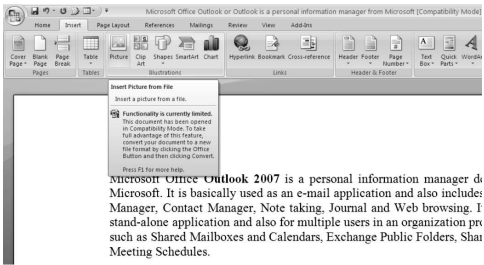 Microsoft Office Outlook or Outlook is a personal information manager from Microsoft [Compatibility Mode]
Home Insert Page Layout References Mailings Review View Add-Ins
Cover Page Blank Page Page Break Table Picture Clip Art Shapes SmartArt Chart Hyperlink Bookmark Cross-reference Header Footer Page Number Text Box Quick Parts WordA
Pages Tables Illustrations Links Header & Footer
Insert Picture from File
Insert a picture from a file.
Functionality is currently limited.
This document has been opened
in Compatibility Mode. To take
full advantage of this feature,
convert your document to a new
file format by clicking the Office
Button and then clicking Convert.
Press F1 for more help.
Microsoft Office Outlook 2007 is a personal information manager de
Microsoft. It is basically used as an e-mail application and also includes
Manager, Contact Manager, Note taking, Journal and Web browsing. I
stand-alone application and also for multiple users in an organization pro
such as Shared Mailboxes and Calendars, Exchange Public Folders, Shar
Meeting Schedules.